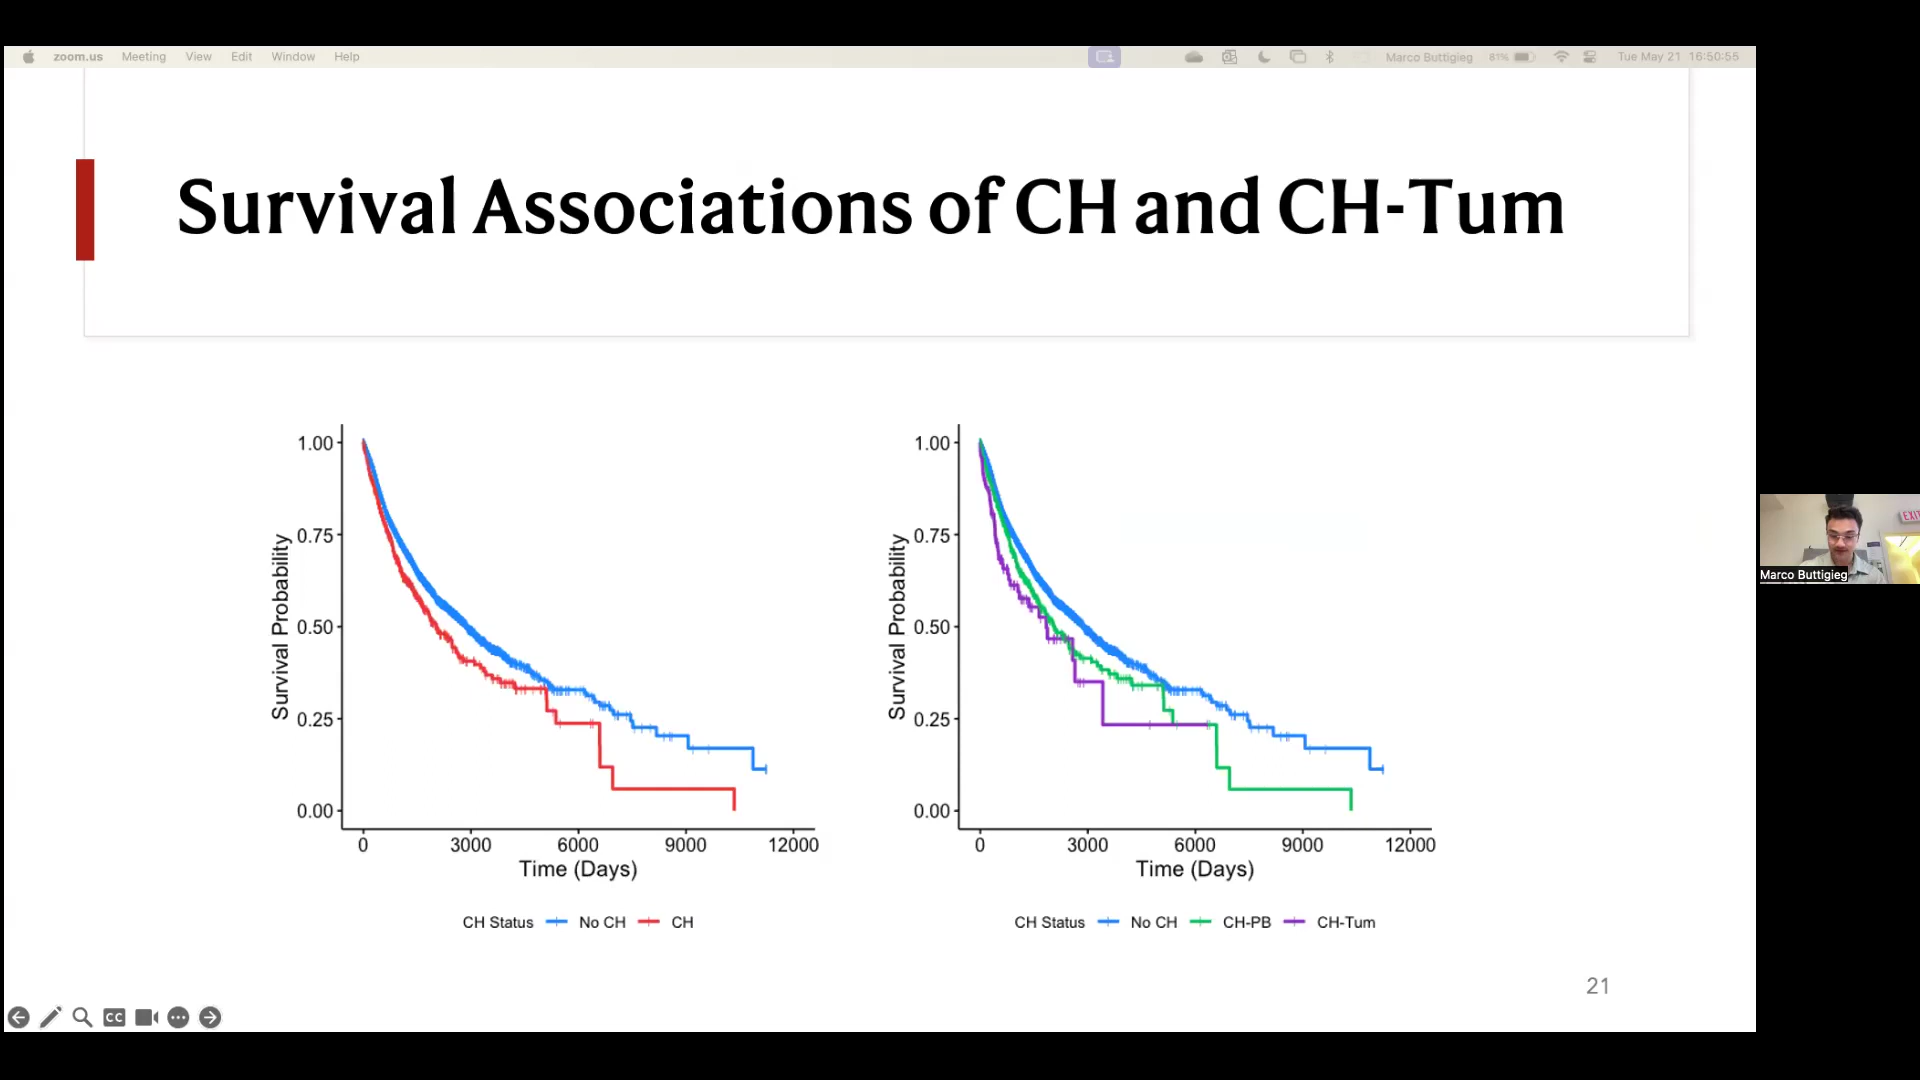 zoom.us Meeting View Edit Window Help Marco Buttigieg 81% Tue May 21 16:50:55
Survival Associations of CH and CH-Tum
1.00
0.75
0.50
0.25
0.00
Survival Probability
0 3000 6000 9000 12000
Time (Days)
CH Status No CH CH
1.00
0.75
0.50
0.25
0.00
Survival Probability
0 3000 6000 9000 12000
Time (Days)
CH Status No CH CH-PB CH-Tum
21
CC
EXIT
Marco Buttigieg